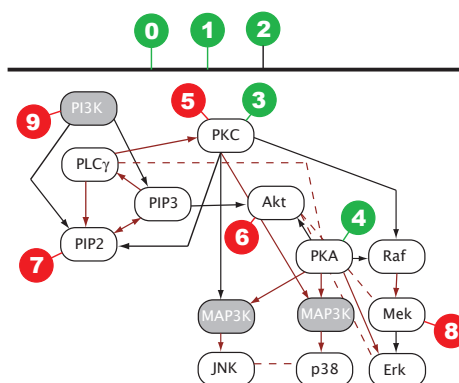 0
1
2
9
PI3K
5
3
PKC
PLCγ
PIP3
Akt
7
PIP2
6
4
PKA
Raf
MAP3K
MAP3K
Mek
8
JNK
p38
Erk